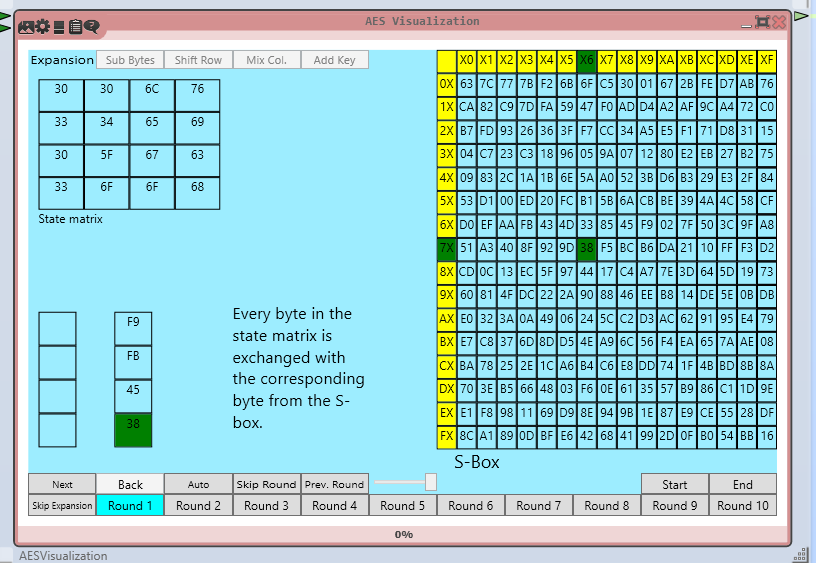 AES Visualization
Expansion Sub Bytes Shift Row Mix Col. Add Key
30 30 6C 76
33 34 65 69
30 5F 67 63
33 6F 6F 68
State matrix
F9
FB
45
38
Every byte in the
state matrix is
exchanged with
the corresponding
byte from the S-
box.
X0 X1 X2 X3 X4 X5 X6 X7 X8 X9 XA XB XC XD XE XF
0X 63 7C 77 7B F2 6B 6F C5 30 01 67 2B FE D7 AB 76
1X CA 82 C9 7D FA 59 47 F0 AD D4 A2 AF 9C A4 72 C0
2X B7 FD 93 26 36 3F F7 CC 34 A5 E5 F1 71 D8 31 15
3X 04 C7 23 C3 18 96 05 9A 07 12 80 E2 EB 27 B2 75
4X 09 83 2C 1A 1B 6E 5A A0 52 3B D6 B3 29 E3 2F 84
5X 53 D1 00 ED 20 FC B1 5B 6A CB BE 39 4A 4C 58 CF
6X D0 EF AA FB 43 4D 33 85 45 F9 02 7F 50 3C 9F A8
7X 51 A3 40 8F 92 9D 38 F5 BC B6 DA 21 10 FF F3 D2
8X CD 0C 13 EC 5F 97 44 17 C4 A7 7E 3D 64 5D 19 73
9X 60 81 4F DC 22 2A 90 88 46 EE B8 14 DE 5E 0B DB
AX E0 32 3A 0A 49 06 24 5C C2 D3 AC 62 91 95 E4 79
BX E7 C8 37 6D 8D D5 4E A9 6C 56 F4 EA 65 7A AE 08
CX BA 78 25 2E 1C A6 B4 C6 E8 DD 74 1F 4B BD 8B 8A
DX 70 3E B5 66 48 03 F6 0E 61 35 57 B9 86 C1 1D 9E
EX E1 F8 98 11 69 D9 8E 94 9B 1E 87 E9 CE 55 28 DF
FX 8C A1 89 0D BF E6 42 68 41 99 2D 0F B0 54 BB 16
S-Box
Next Back Auto Skip Round Prev. Round Start End
Skip Expansion Round 1 Round 2 Round 3 Round 4 Round 5 Round 6 Round 7 Round 8 Round 9 Round 10
0%
AESVisualization